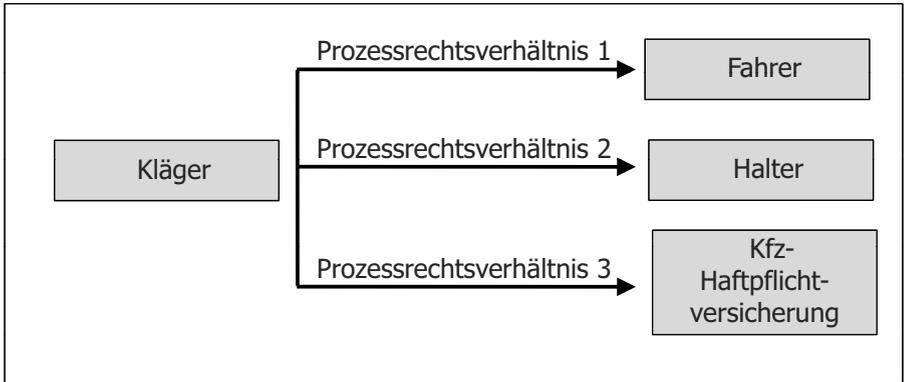 Prozessrechtsverhältnis 1
Fahrer
Kläger
Prozessrechtsverhältnis 2
Halter
Prozessrechtsverhältnis 3
Kfz-
Haftpflicht-
versicherung